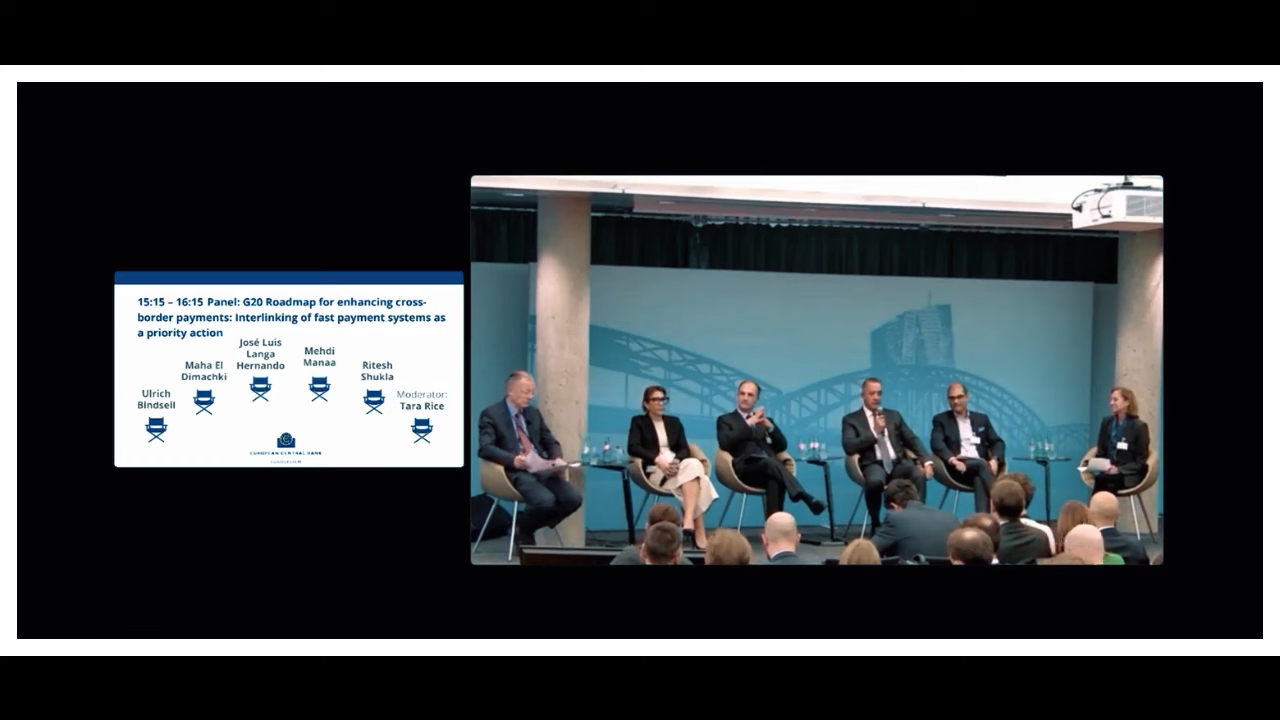 15:15 – 16:15 Panel: G20 Roadmap for enhancing cross-
border payments: Interlinking of fast payment systems as
a priority action
José Luis
Langa
Hernando
Mehdi
Manaa
Maha El
Dimachki
Ritesh
Shukla
Ulrich
Bindseil
Moderator:
Tara Rice
EUROPEAN CENTRAL BANK
EUROSYSTEM